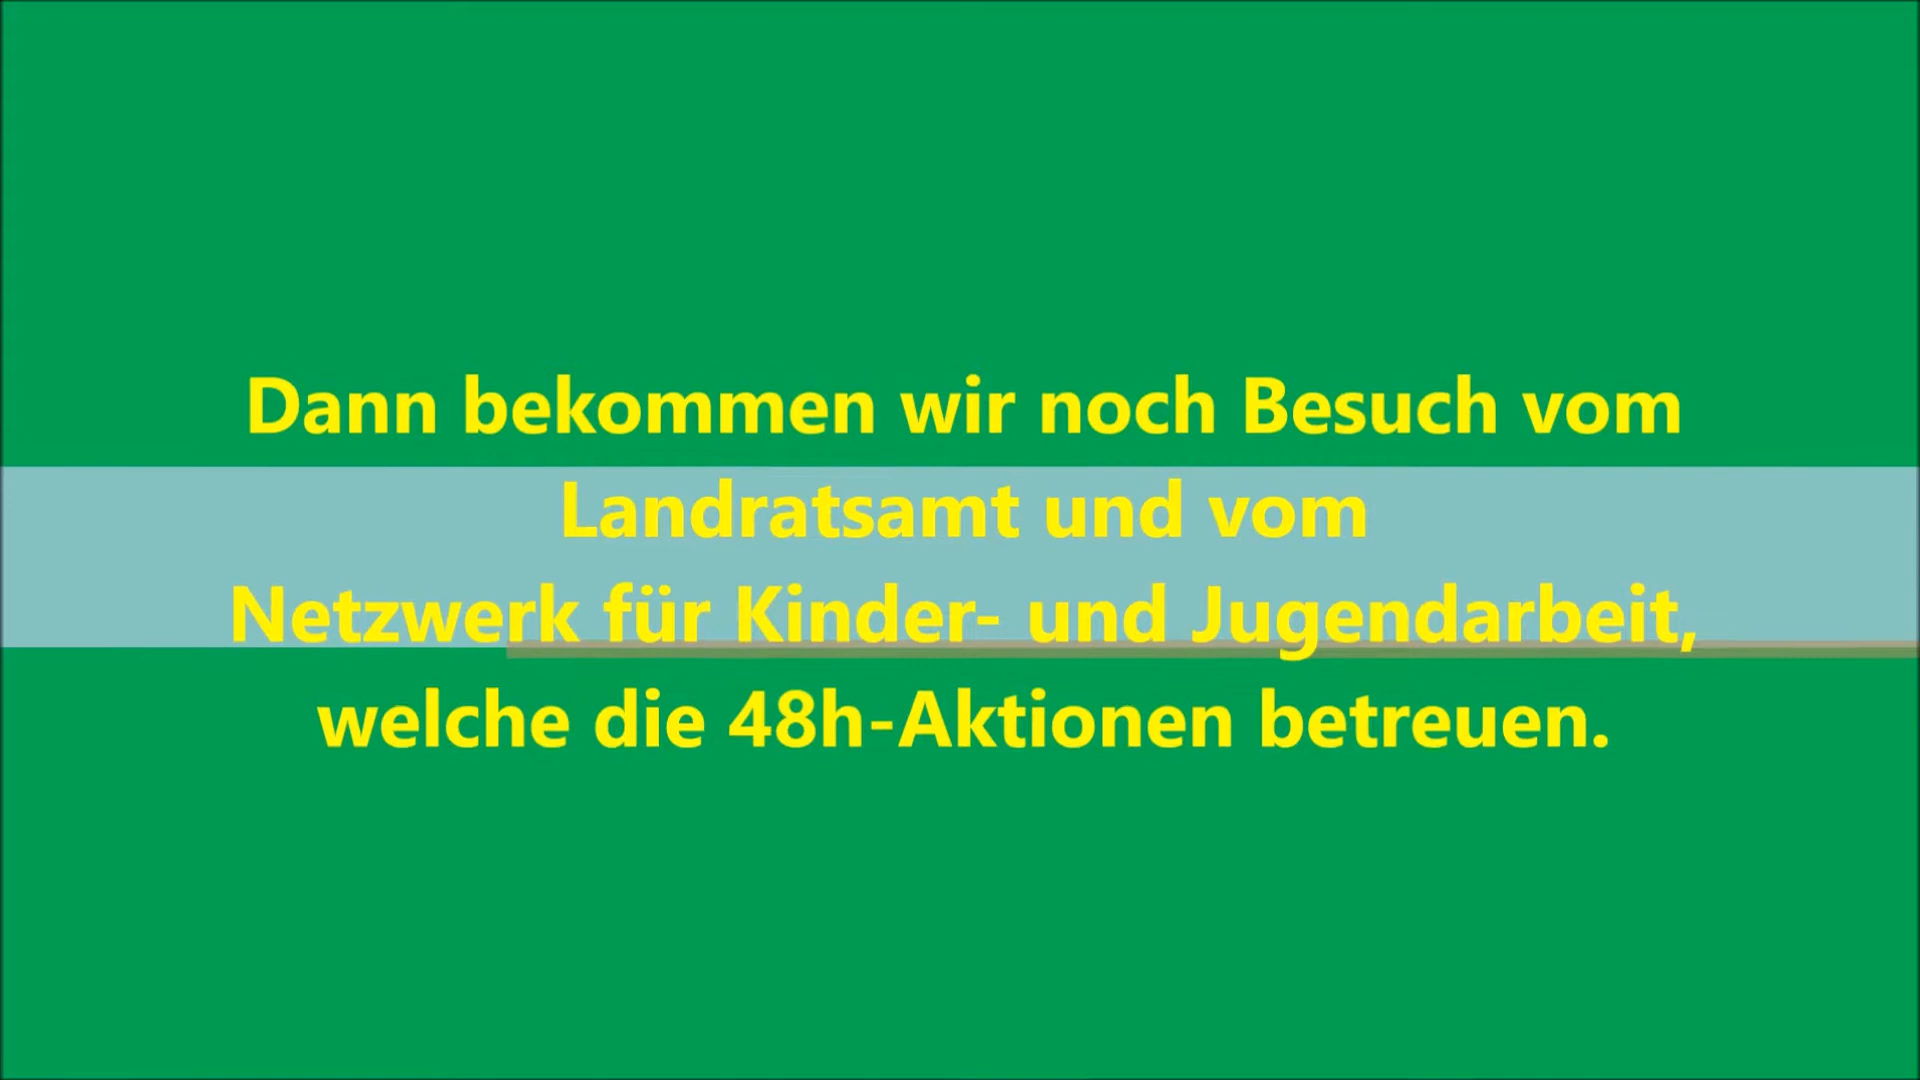 Dann bekommen wir noch Besuch vom
Landratsamt und vom
Netzwerk für Kinder- und Jugendarbeit,
welche die 48h-Aktionen betreuen.